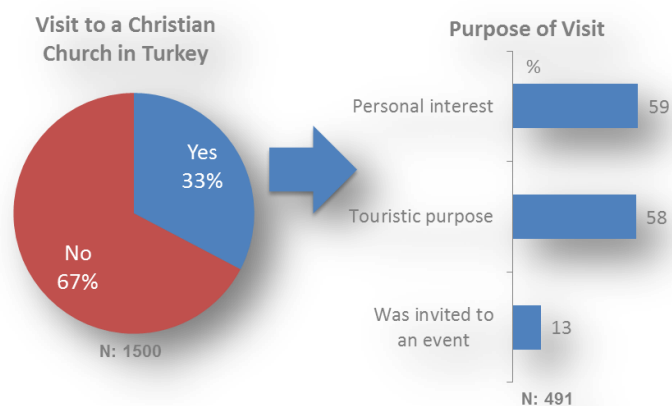 Visit to a Christian
Church in Turkey
Yes
33%
No
67%
N: 1500
Purpose of Visit
%
Personal interest
59
Touristic purpose
58
Was invited to
an event
13
N: 491